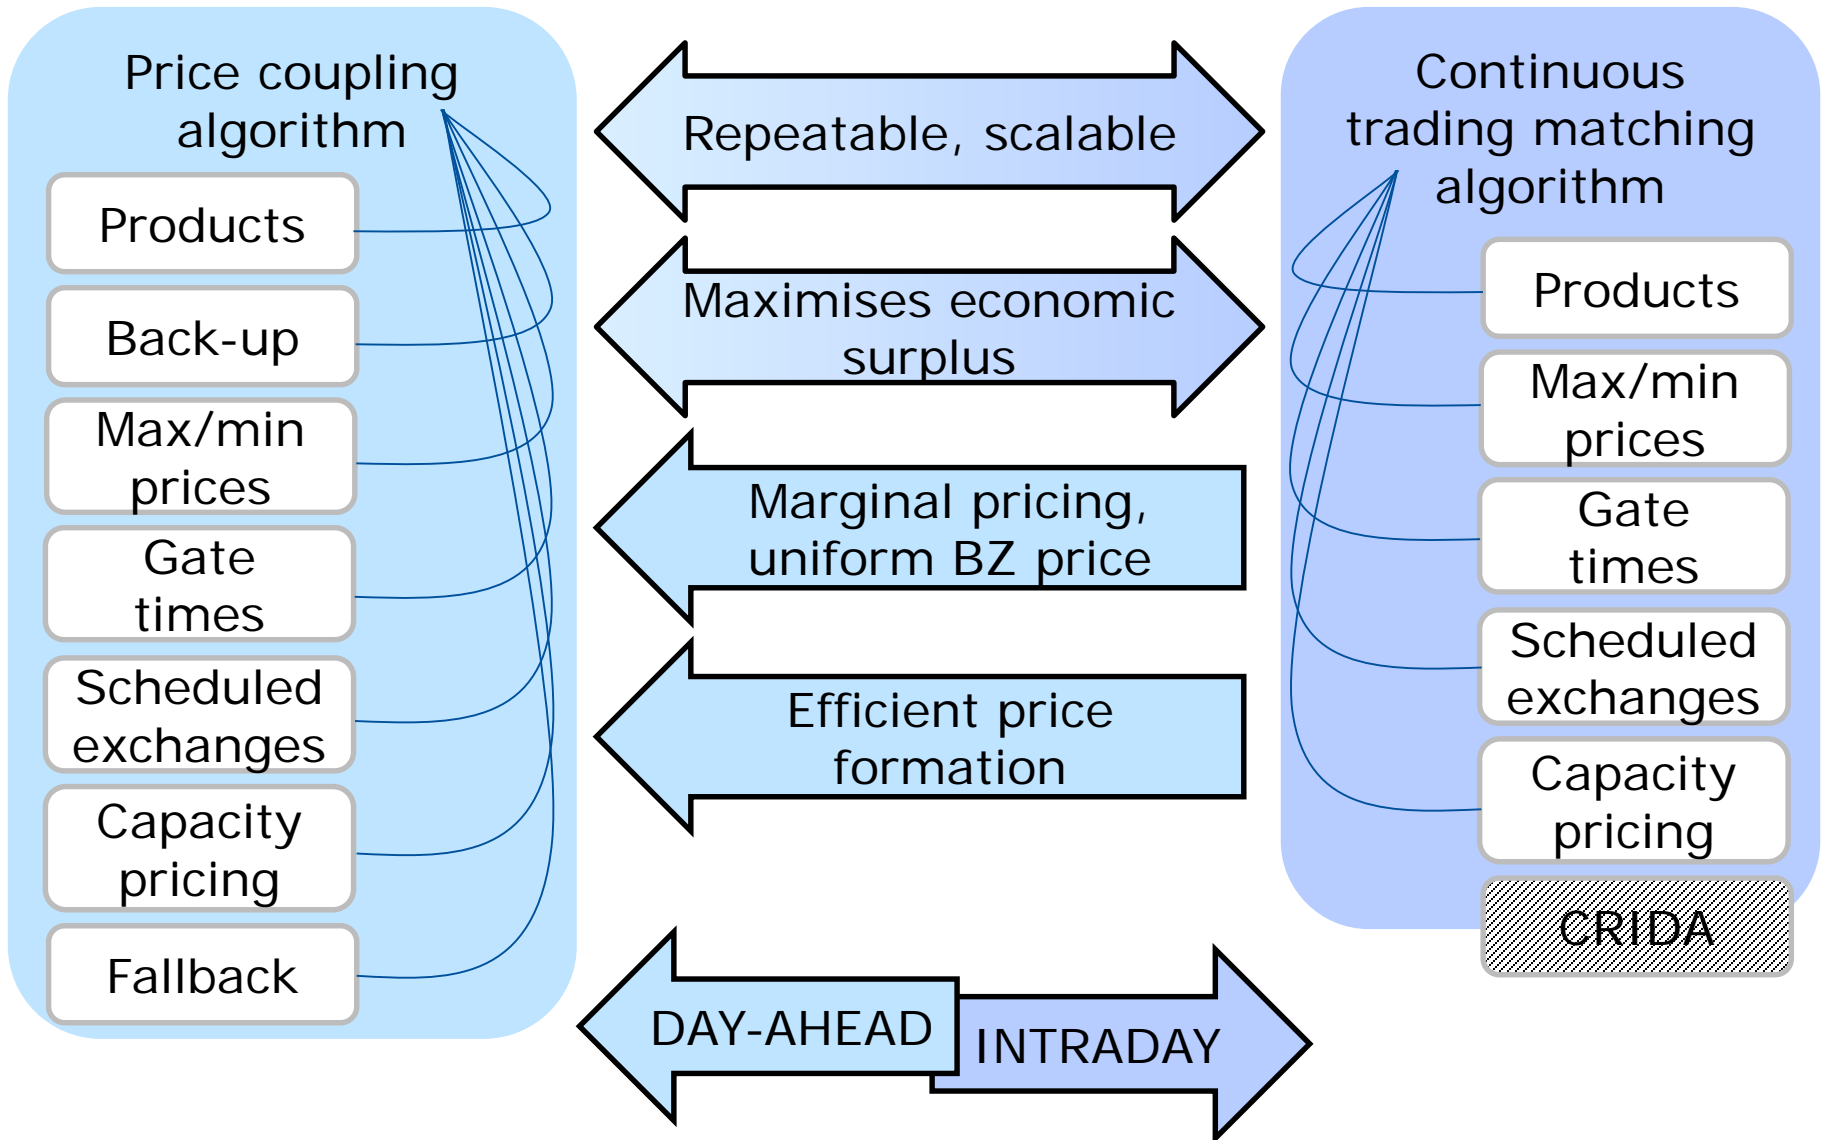 Price coupling
algorithm
Products
Back-up
Max/min
prices
Gate
times
Scheduled
exchanges
Capacity
pricing
Fallback
Repeatable, scalable
Maximises economic
surplus
Marginal pricing,
uniform BZ price
Efficient price
formation
DAY-AHEAD
INTRADAY
Continuous
trading matching
algorithm
Products
Max/min
prices
Gate
times
Scheduled
exchanges
Capacity
pricing
CRIDA